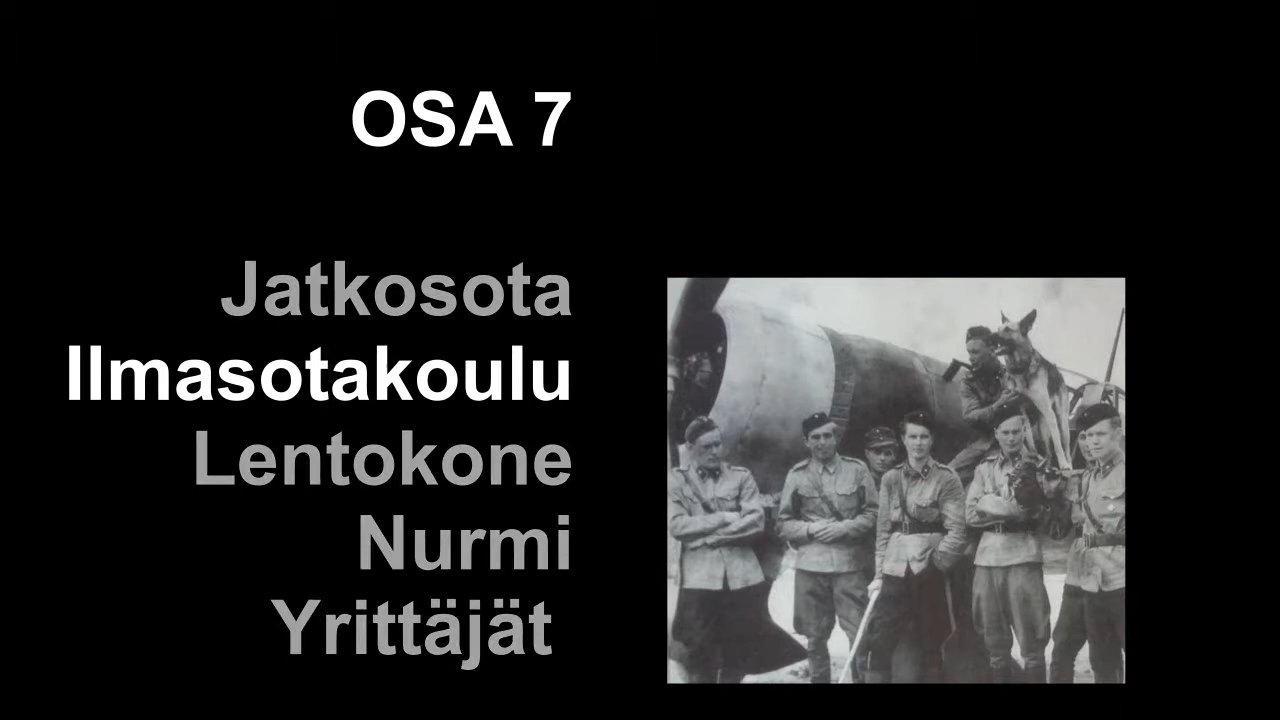 OSA 7
Jatkosota
Ilmasotakoulu
Lentokone
Nurmi
Yrittäjät